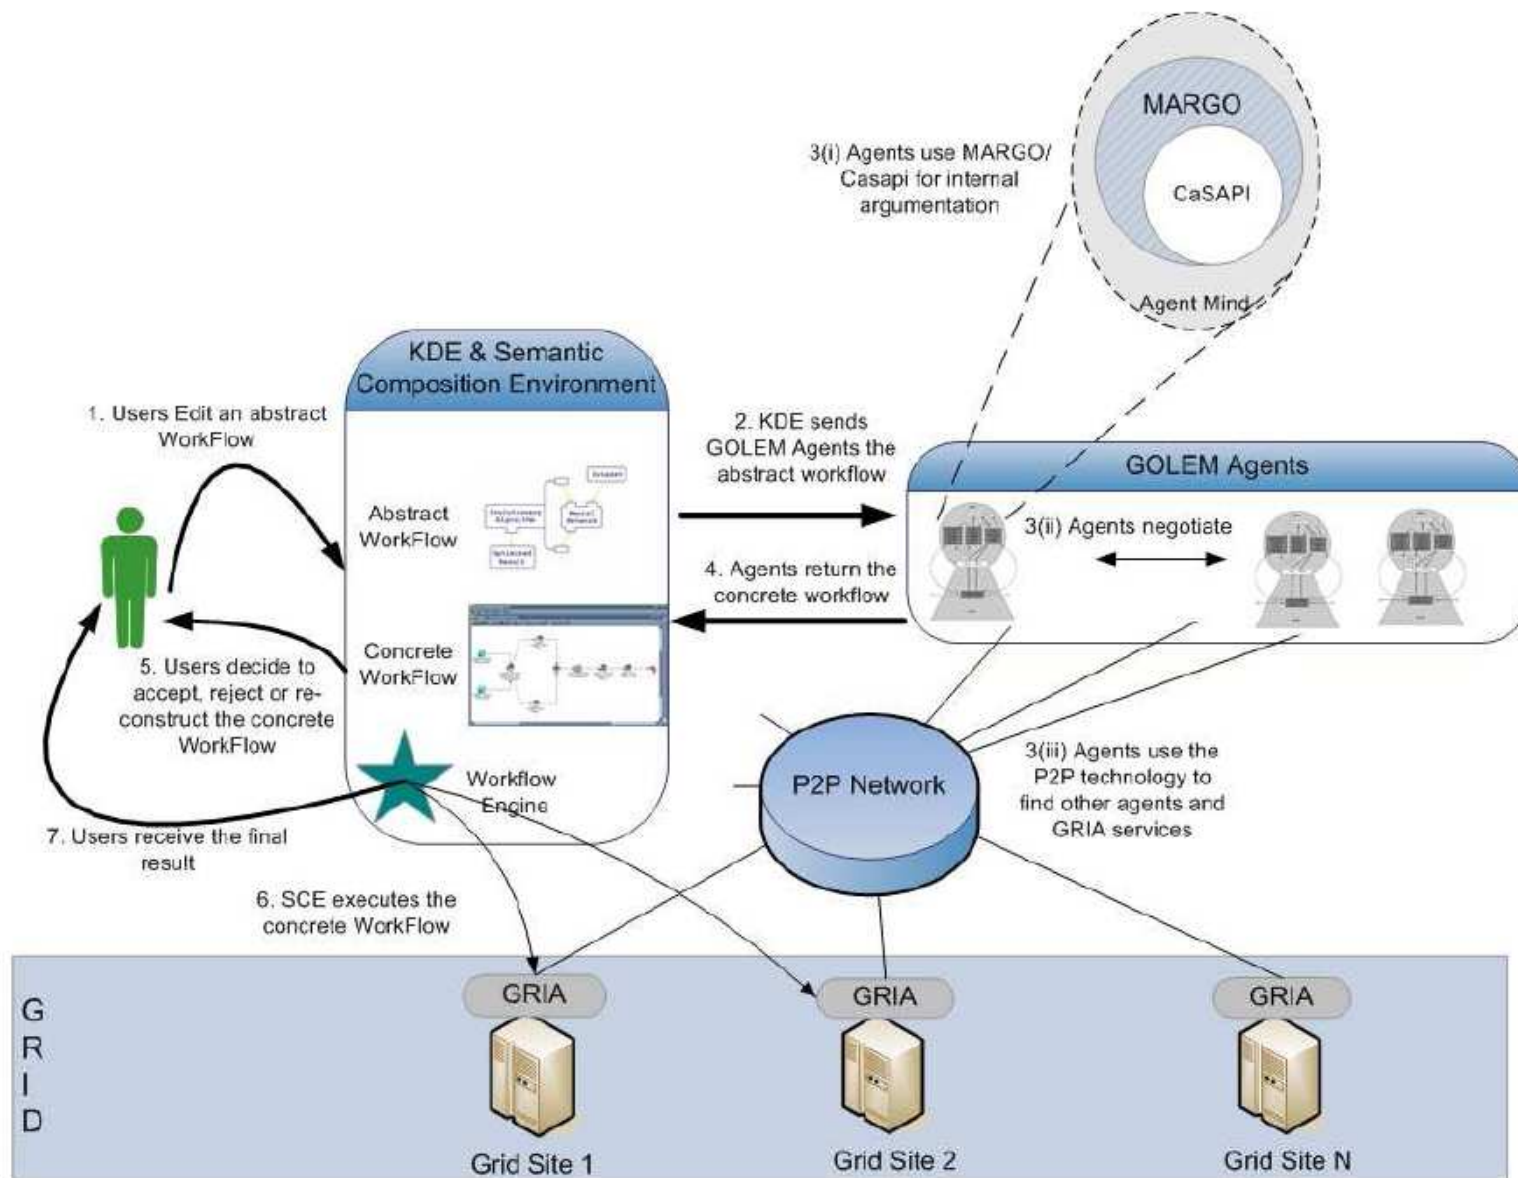 MARGO
CaSAPI
Agent Mind
3(i) Agents use MARGO/
Casapi for internal
argumentation
KDE & Semantic
Composition Environment
1. Users Edit an abstract
WorkFlow
2. KDE sends
GOLEM Agents the
abstract workflow
GOLEM Agents
Abstract
WorkFlow
3(ii) Agents negotiate
4. Agents return the
concrete workflow
Concrete
WorkFlow
5. Users decide to
accept, reject or re-
construct the concrete
WorkFlow
Workflow
Engine
P2P Network
3(iii) Agents use the
P2P technology to
find other agents and
GRIA services
7. Users receive the final
result
6. SCE executes the
concrete WorkFlow
G
R
I
D
GRIA
GRIA
GRIA
Grid Site 1
Grid Site 2
Grid Site N